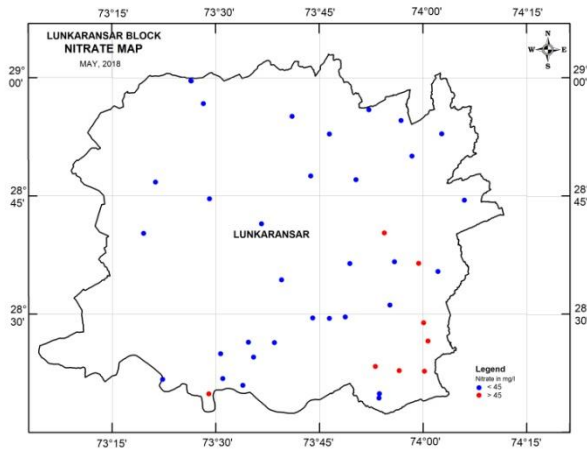 73°15' 73°30' 73°45' 74°00' 74°15'
LUNKARANSAR BLOCK
NITRATE MAP
MAY, 2018
N
W E
S
29°
00'
29°
00'
28°
45'
28°
45'
LUNKARANSAR
28°
30'
28°
30'
Legend
Nitrate in mg/l
< 45
> 45
73°15' 73°30' 73°45' 74°00' 74°15'